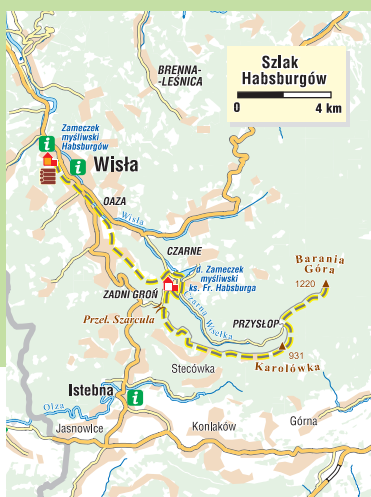 Szlak
Habsburgów
0 4 km
BRENNA-
-LEŚNICA
Zameczek
myśliwski
Habsburgów
i
i
Wisła
OAZA
Wisła
CZARNE
d. Zameczek
myśliwski
ks. Fr. Habsburga
Barania
Góra
1220
ZADNI GROŃ
Czarna Wisełka
Przeł. Szarcula
PRZYSŁOP
931
Karolówka
Stecówka
Istebna
i
Olza
Jasnowice
Konlaków
Górna